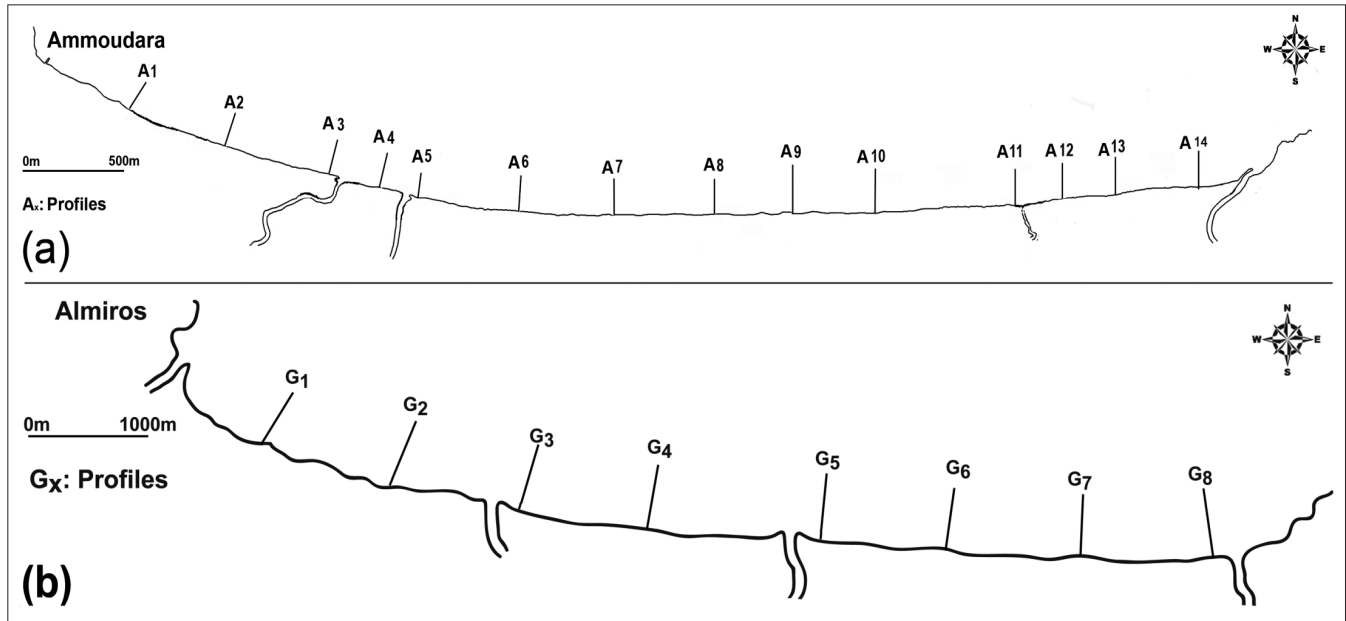 Ammoudara
N
W E
S
A1
A2
A3
A4
A5
A6
A7
A8
A9
A10
A11
A12
A13
A14
0m 500m
Ax: Profiles
(a)
Almiros
N
W E
S
G1
G2
G3
G4
G5
G6
G7
G8
0m 1000m
Gx: Profiles
(b)